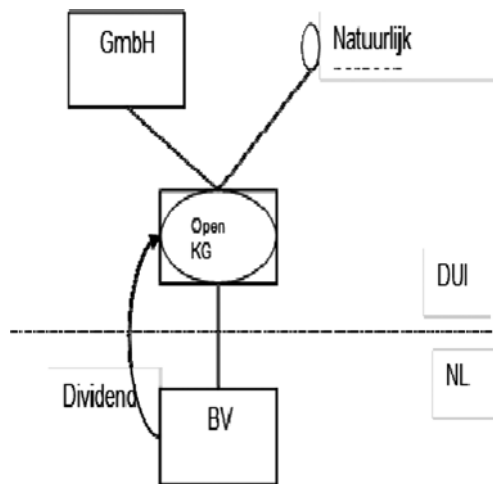 GmbH
Natuurlijk
Open
KG
DUI
NL
Dividend
BV